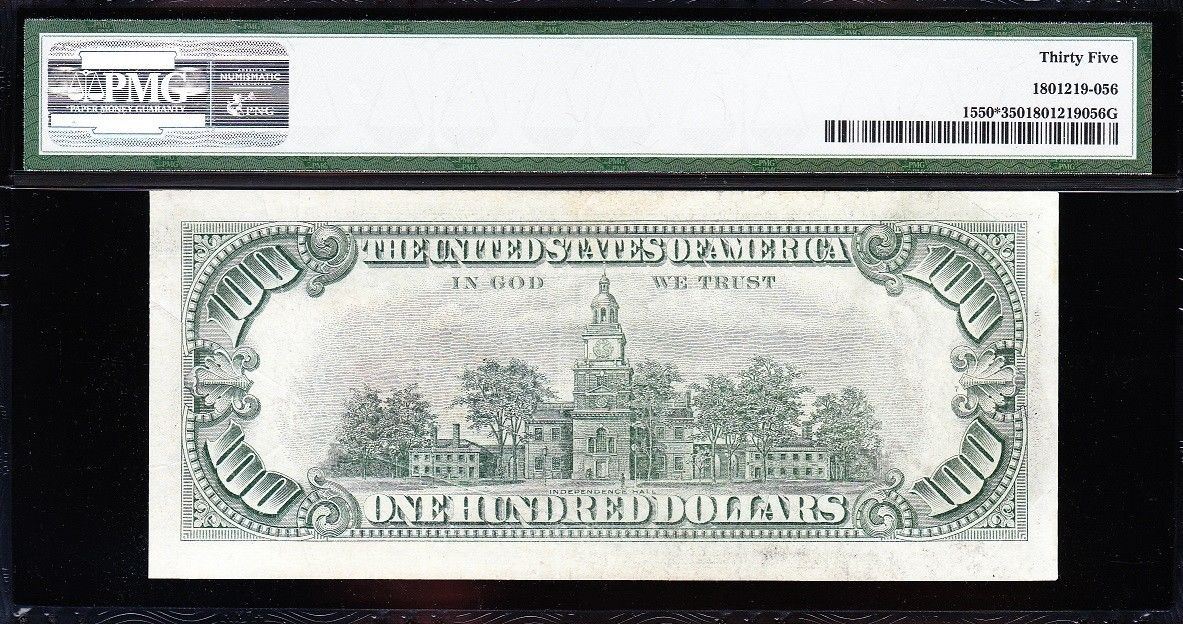 PMG
PAPER MONEY GUARANTY
NUMISMATIC
PNG
Thirty Five
1801219-056
1550*3501801219056G
THE UNITED STATES OF AMERICA
IN GOD WE TRUST
100 100
100 100
INDEPENDENCE HALL
ONE HUNDRED DOLLARS